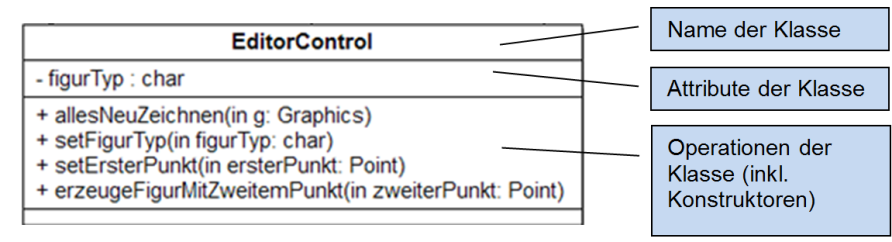 EditorControl
- figurTyp : char
+ allesNeuZeichnen(in g: Graphics)
+ setFigurTyp(in figurTyp: char)
+ setErsterPunkt(in ersterPunkt: Point)
+ erzeugeFigurMitZweitemPunkt(in zweiterPunkt: Point)
Name der Klasse
Attribute der Klasse
Operationen der
Klasse (inkl.
Konstruktoren)